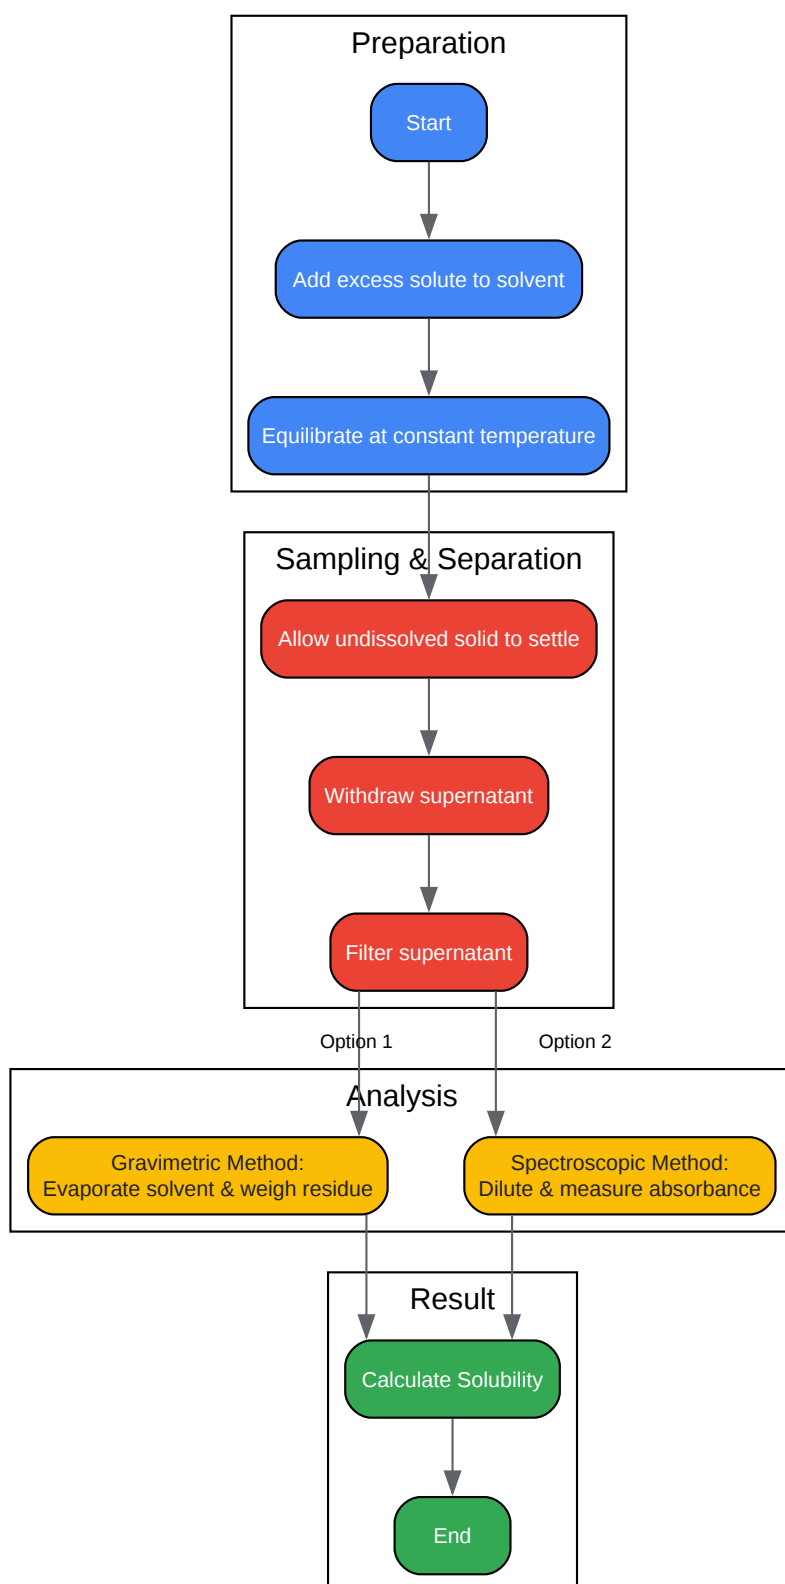 Preparation
Start
Add excess solute to solvent
Equilibrate at constant temperature
Sampling & Separation
Allow undissolved solid to settle
Withdraw supernatant
Filter supernatant
Option 1
Option 2
Analysis
Gravimetric Method:
Evaporate solvent & weigh residue
Spectroscopic Method:
Dilute & measure absorbance
Result
Calculate Solubility
End